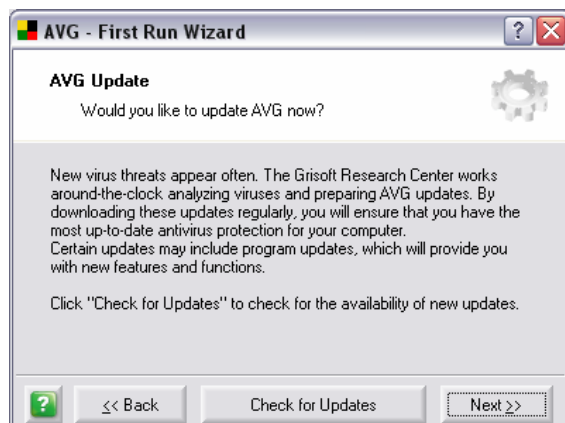 AVG - First Run Wizard
AVG Update
Would you like to update AVG now?
New virus threats appear often. The Grisoft Research Center works
around-the-clock analyzing viruses and preparing AVG updates. By
downloading these updates regularly, you will ensure that you have the
most up-to-date antivirus protection for your computer.
Certain updates may include program updates, which will provide you
with new features and functions.
Click "Check for Updates" to check for the availability of new updates.
<< Back
Check for Updates
Next >>